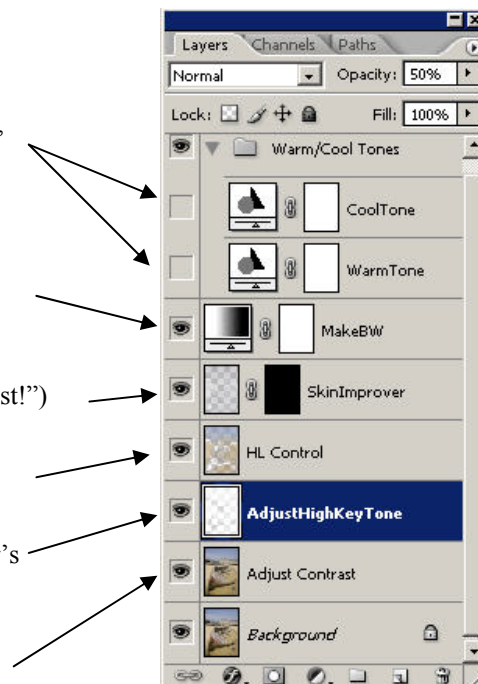 Layers Channels Paths
Normal Opacity: 50%
Lock: Fill: 100%
”
Warm/Cool Tones
CoolTone
WarmTone
MakeBW
st!”)
SkinImprover
HL Control
AdjustHighKeyTone
’s
Adjust Contrast
Background